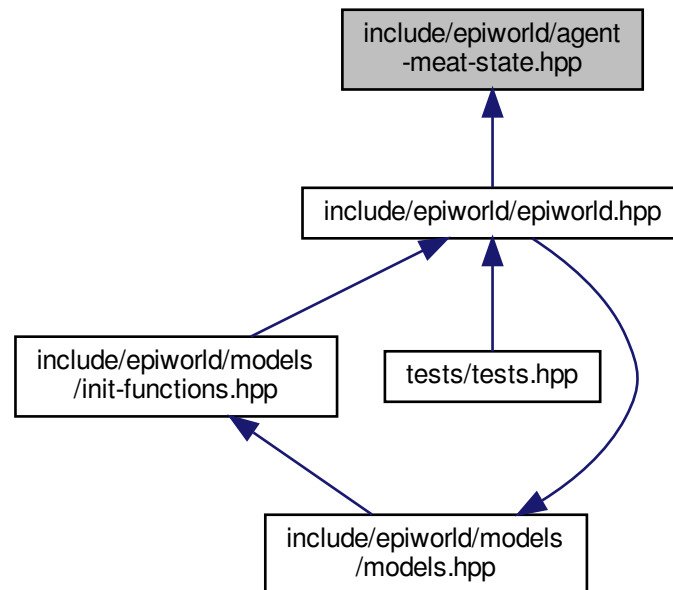 include/epiworld/agent
-meat-state.hpp
include/epiworld/epiworld.hpp
include/epiworld/models
/init-functions.hpp
tests/tests.hpp
include/epiworld/models
/models.hpp